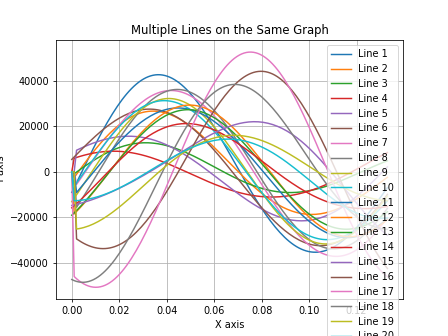 Multiple Lines on the Same Graph
40000
20000
0
−20000
−40000
0.00
0.02
0.04
0.06
0.08
0.10
X axis
axis
Line 1
Line 2
Line 3
Line 4
Line 5
Line 6
Line 7
Line 8
Line 9
Line 10
Line 11
Line 12
Line 13
Line 14
Line 15
Line 16
Line 17
Line 18
Line 19
Line 20